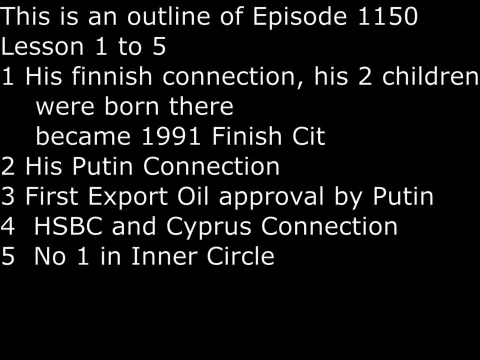 This is an outline of Episode 1150
Lesson 1 to 5
1 His finnish connection, his 2 children
were born there
became 1991 Finish Cit
2 His Putin Connection
3 First Export Oil approval by Putin
4 HSBC and Cyprus Connection
5 No 1 in Inner Circle